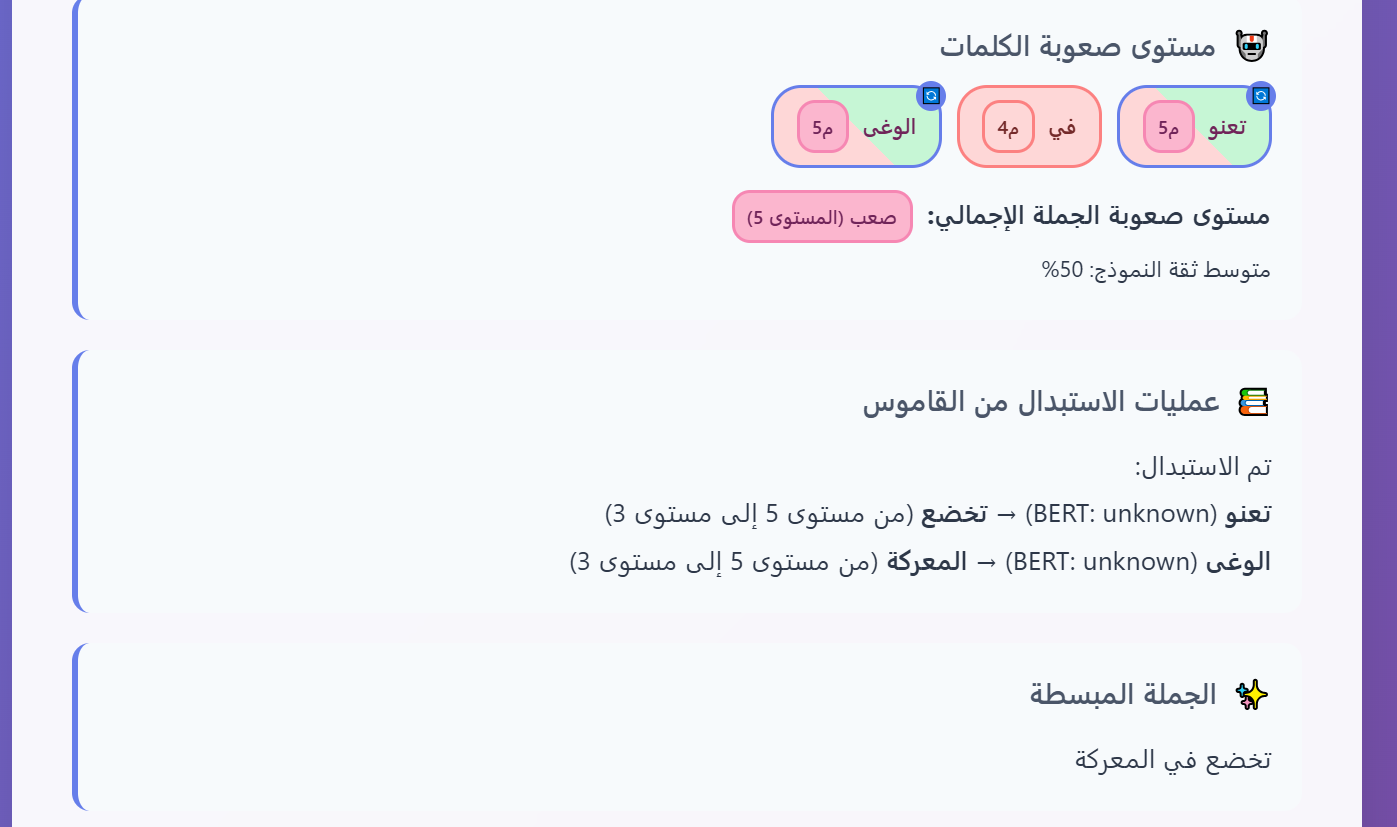 مستوى صعوبة الكلمات
تعنو م5 في م4 الوغى م5
مستوى صعوبة الجملة الإجمالي: صعب (المستوى 5)
متوسط ثقة النموذج: 50%
عمليات الاستبدال من القاموس
تم الاستبدال:
تعنو (BERT: unknown) → تخضع (من مستوى 5 إلى مستوى 3)
الوغى (BERT: unknown) → المعركة (من مستوى 5 إلى مستوى 3)
الجملة المبسطة
تخضع في المعركة